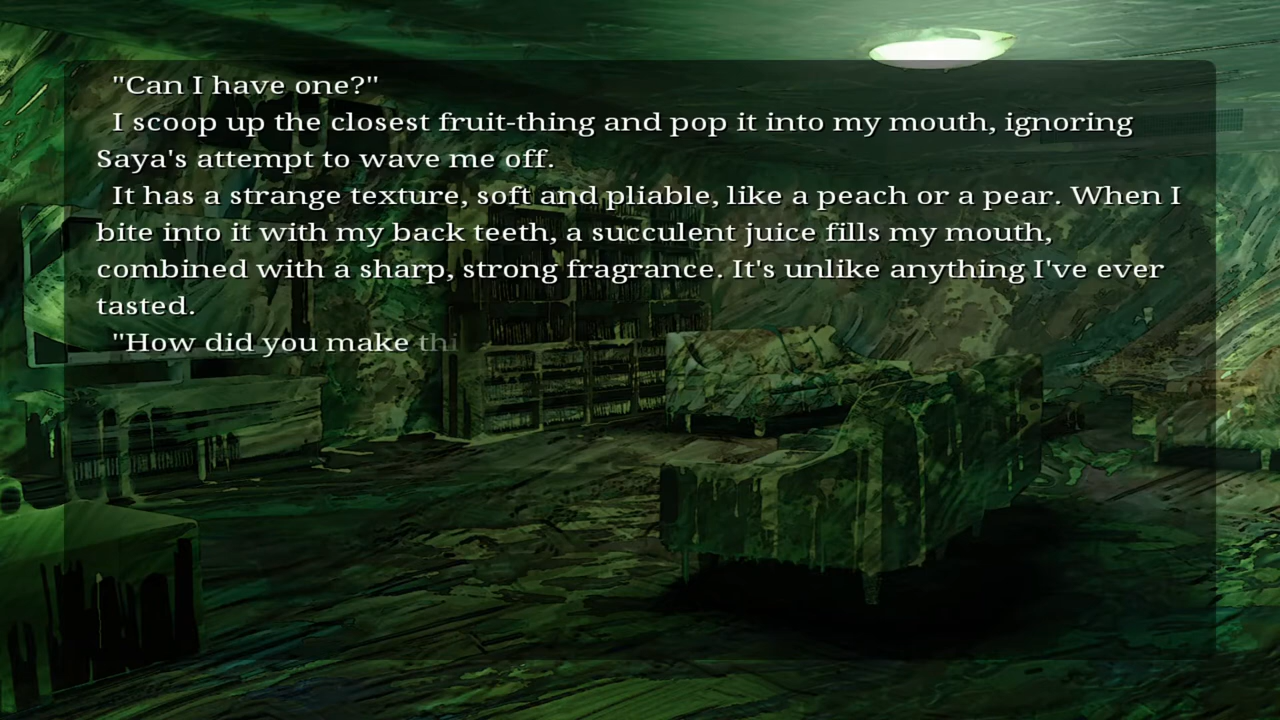 "Can I have one?"
I scoop up the closest fruit-thing and pop it into my mouth, ignoring
Saya's attempt to wave me off.
It has a strange texture, soft and pliable, like a peach or a pear. When I
bite into it with my back teeth, a succulent juice fills my mouth,
combined with a sharp, strong fragrance. It's unlike anything I've ever
tasted.
"How did you make thi